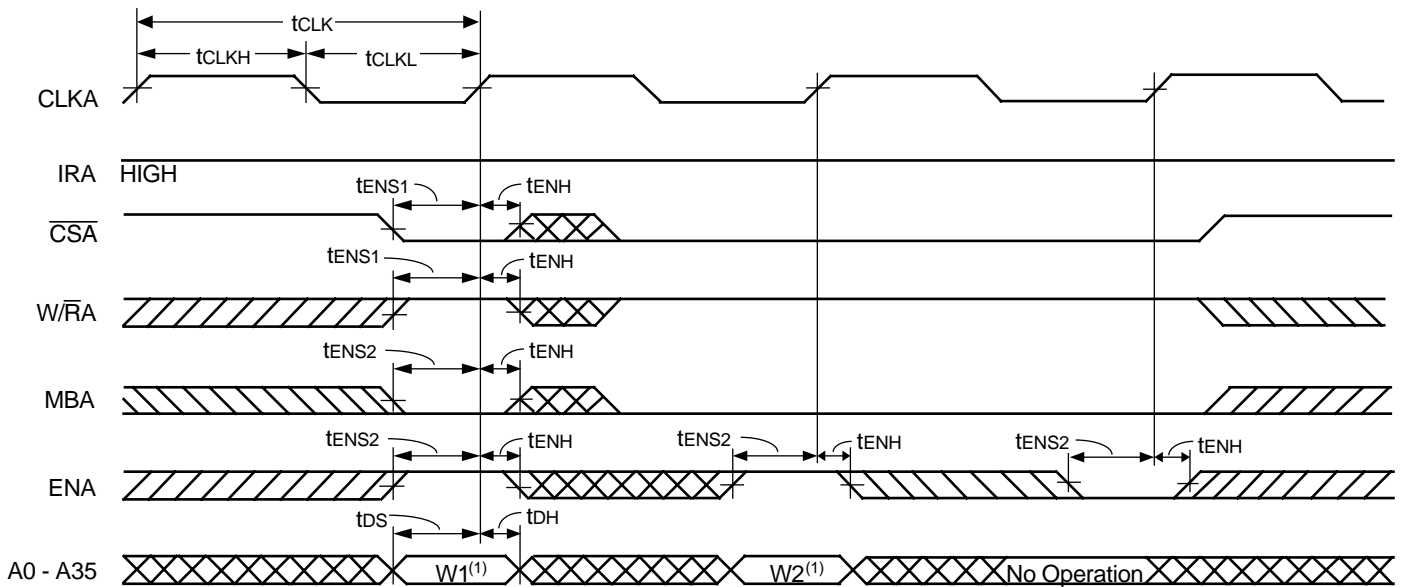 tCLK
tCLKH tCLKL
CLKA
IRA HIGH
tENS1 tENH
CSA
tENS1 tENH
W/RA
tENS2 tENH
MBA
tENS2 tENH tENS2 tENH tENS2 tENH
ENA
tDS tDH
A0 - A35 W1(1) W2(1) No Operation